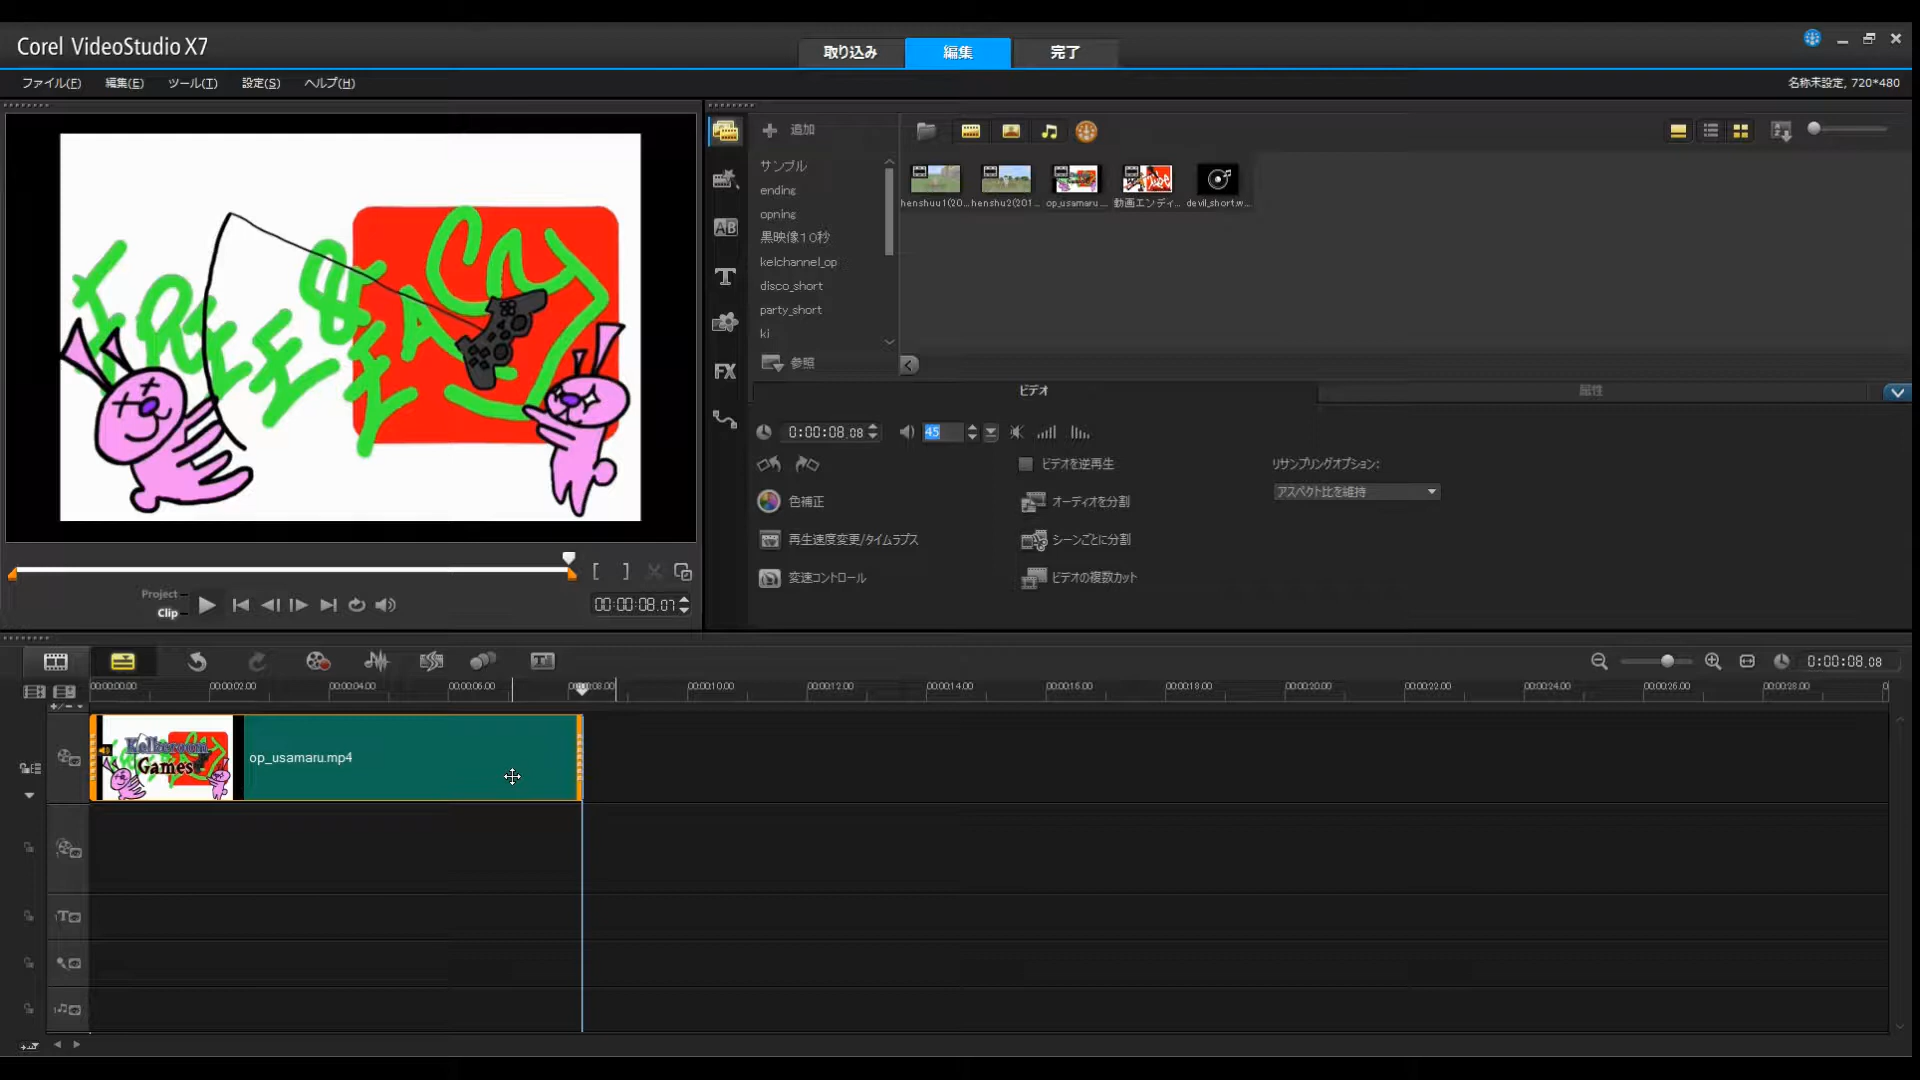 Corel VideoStudio X7
取り込み
編集
完了
ファイル(F)
編集(E)
ツール(T)
設定(S)
ヘルプ(H)
名称未設定, 720*480
追加
サンプル
ending
opning
黒映像10秒
kelchannel_op
disco_short
party_short
ki
参照
henshuu1(20...
henshu2(201...
op_usamaru...
動画エンディ...
devil_short.w...
FREE & EASY
ビデオ
属性
0:00:08.08
45
ビデオを逆再生
リサンプリングオプション:
アスペクト比を維持
色補正
オーディオを分割
再生速度変更/タイムラプス
シーンごとに分割
変速コントロール
ビデオの複数カット
AB
T
FX
Project
Clip
[ ]
00:00:08.07
0:00:08.08
00:00:00.00
00:00:02.00
00:00:04.00
00:00:06.00
00:00:08.00
00:00:10.00
00:00:12.00
00:00:14.00
00:00:16.00
00:00:18.00
00:00:20.00
00:00:22.00
00:00:24.00
00:00:26.00
00:00:28.00
Games
op_usamaru.mp4